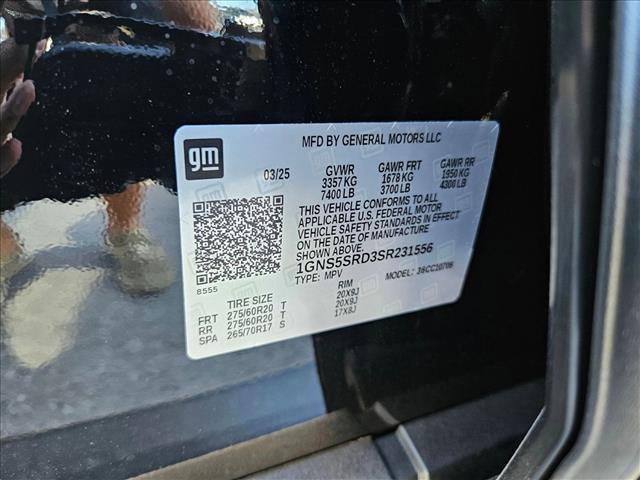 MFD BY GENERAL MOTORS LLC
gm
03/25 GVWR GAWR FRT GAWR RR
3357 KG 1678 KG 1950 KG
7400 LB 3700 LB 4300 LB
THIS VEHICLE CONFORMS TO ALL
APPLICABLE U.S. FEDERAL MOTOR
VEHICLE SAFETY STANDARDS IN
EFFECT ON THE DATE OF MANUFACTURE
SHOWN ABOVE.
1GNS5SRD3SR231556
TYPE: MPV MODEL: 3SCC10706
8555
TIRE SIZE RIM
FRT 275/60R20 T 20X9J
RR 275/60R20 T 20X9J
SPA 265/70R17 S 17X8J